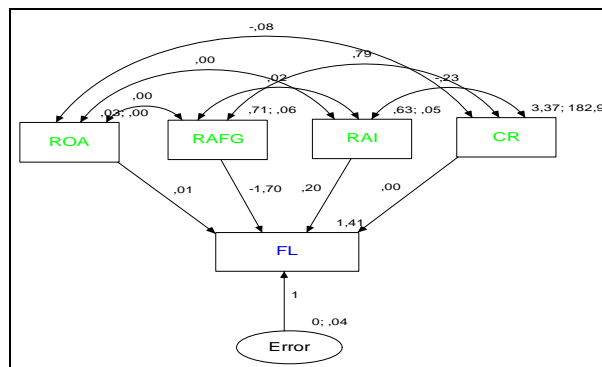 -,08
,00
,79
,02
-,23
,00
,03; ,00
,71; ,06
,63; ,05
3,37; 182,9
ROA
RAFG
RAI
CR
,01
-1,70
,20
,00
1,41
FL
1
0; ,04
Error